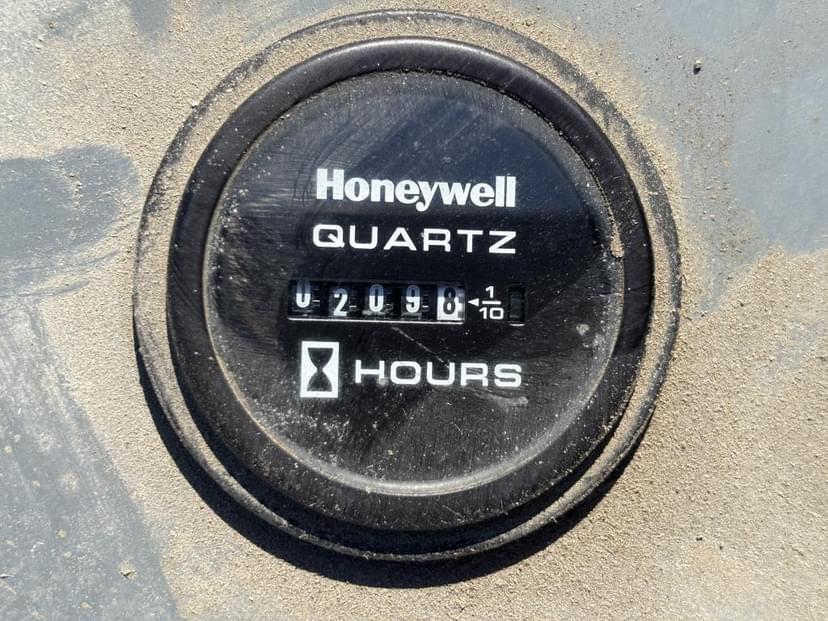 Honeywell
QUARTZ
02098 ◄ 1/10
HOURS